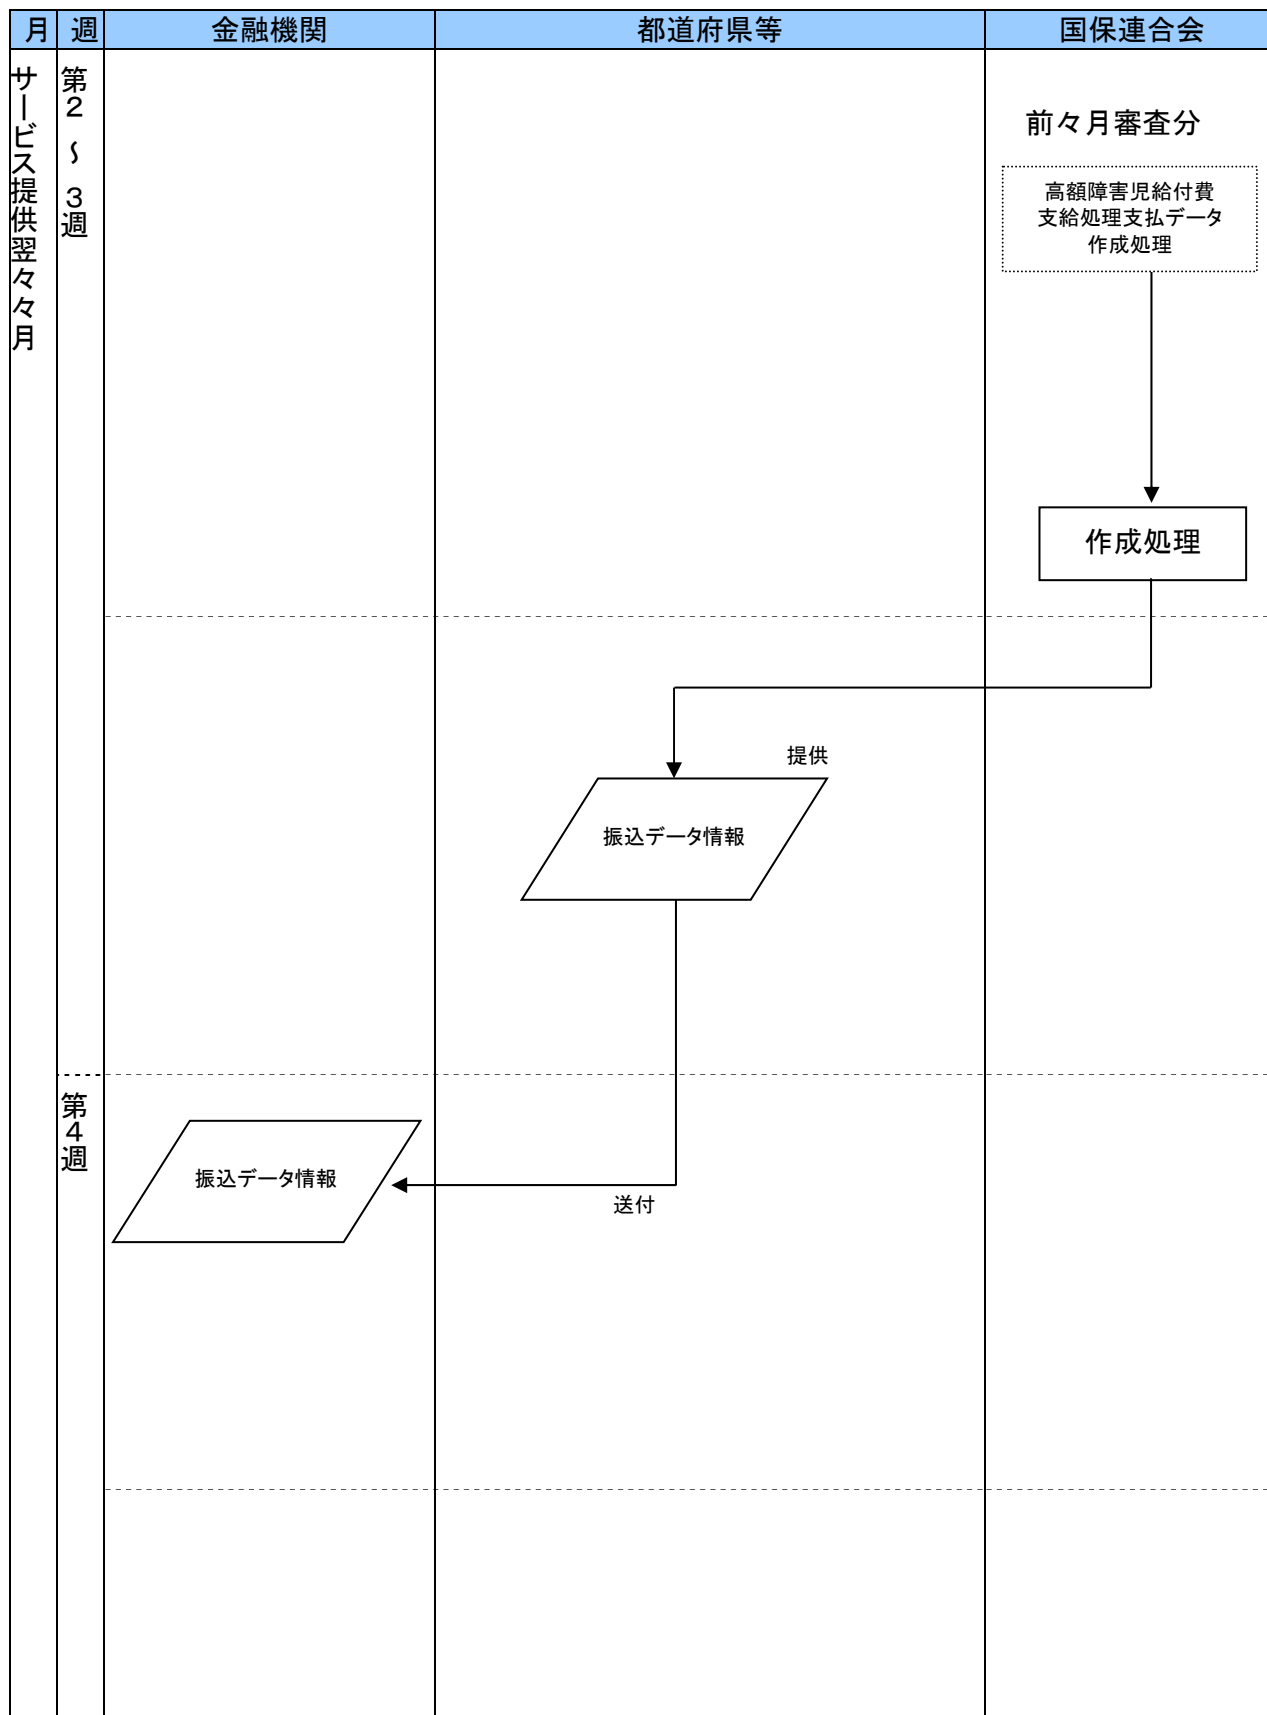 月 週 金融機関 都道府県等 国保連合会
サービス提供翌々々月
第2～3週
前々月審査分
高額障害児給付費
支給処理支払データ
作成処理
作成処理
提供
振込データ情報
第4週
振込データ情報
送付